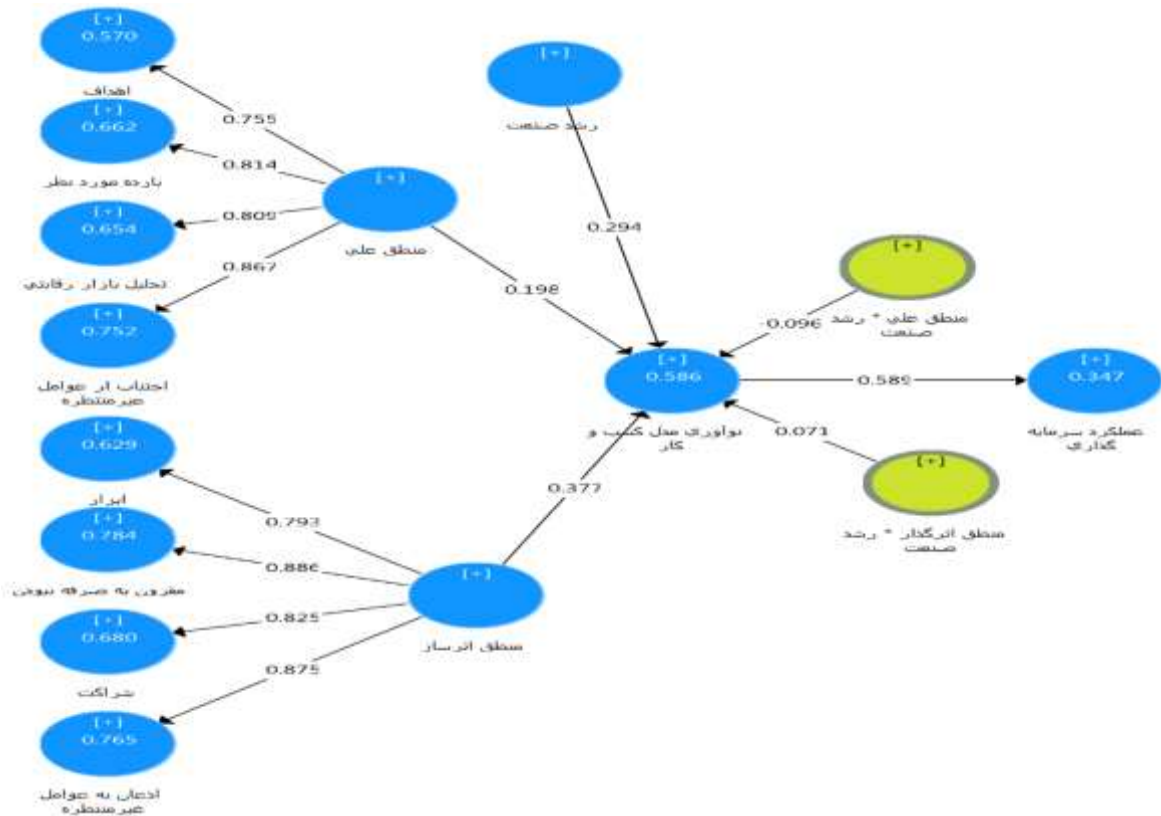 [+]
0.570
اهداف
[+]
0.662
بازده مورد نظر
[+]
0.654
تحلیل بازار رقابتی
[+]
0.752
اجتناب از عوامل
غیرمنتظره
[+]
0.629
ابزار
[+]
0.784
مقرون به صرفه نبودن
[+]
0.680
شراکت
[+]
0.765
اذعان به عوامل
غیرمنتظره
0.755
0.814
0.809
0.867
[+]
منطق علی
0.793
0.886
0.825
0.875
[+]
منطق اثرساز
[+]
رشد صنعت
0.294
0.198
0.377
[+]
0.586
نوآوری مدل کسب و
کار
[+]
منطق علی * رشد
صنعت
-0.096
0.071
[+]
منطق اثرگذار * رشد
صنعت
0.589
[+]
0.347
عملکرد سرمایه
گذاری